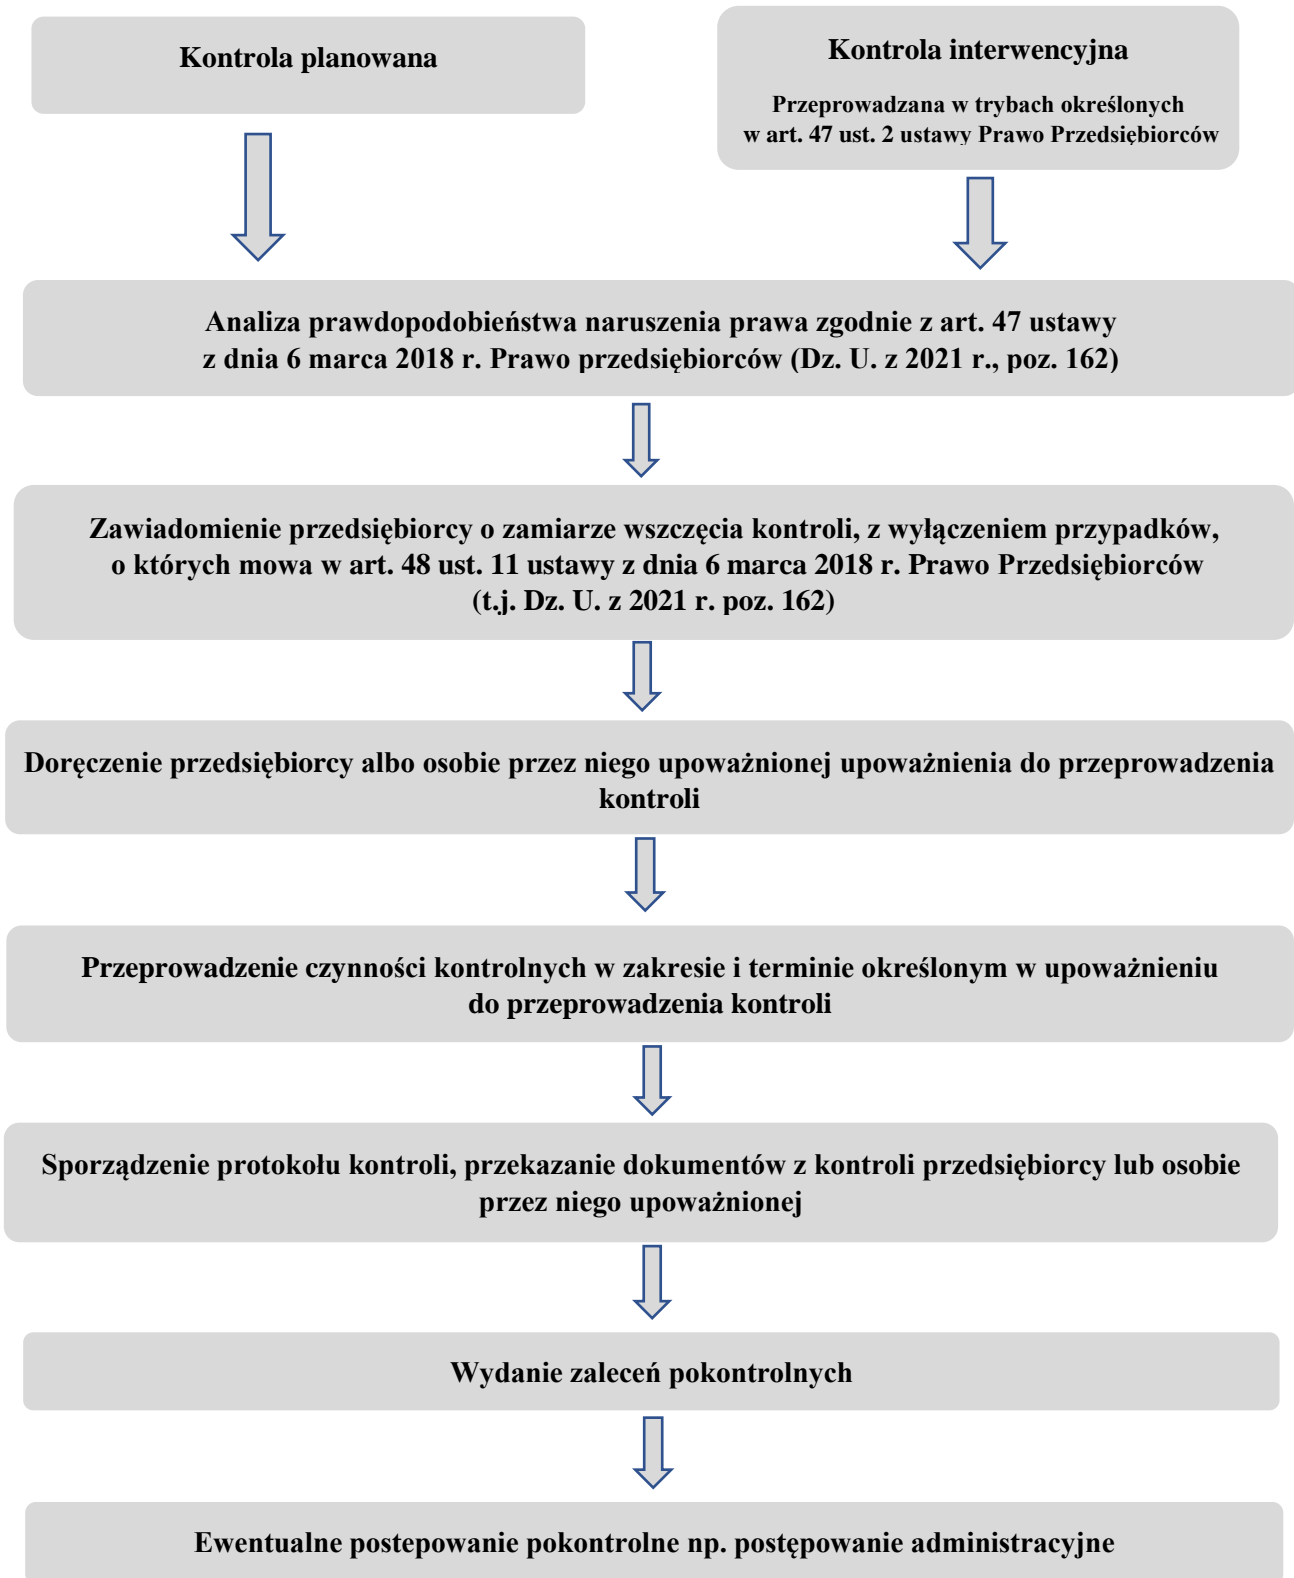 Kontrola planowana
Kontrola interwencyjna
Przeprowadzana w trybach określonych
w art. 47 ust. 2 ustawy Prawo Przedsiębiorców
Analiza prawdopodobieństwa naruszenia prawa zgodnie z art. 47 ustawy
z dnia 6 marca 2018 r. Prawo przedsiębiorców (Dz. U. z 2021 r., poz. 162)
Zawiadomienie przedsiębiorcy o zamiarze wszczęcia kontroli, z wyłączeniem przypadków,
o których mowa w art. 48 ust. 11 ustawy z dnia 6 marca 2018 r. Prawo Przedsiębiorców
(t.j. Dz. U. z 2021 r. poz. 162)
Doręczenie przedsiębiorcy albo osobie przez niego upoważnionej upoważnienia do przeprowadzenia
kontroli
Przeprowadzenie czynności kontrolnych w zakresie i terminie określonym w upoważnieniu
do przeprowadzenia kontroli
Sporządzenie protokołu kontroli, przekazanie dokumentów z kontroli przedsiębiorcy lub osobie
przez niego upoważnionej
Wydanie zaleceń pokontrolnych
Ewentualne postepowanie pokontrolne np. postępowanie administracyjne